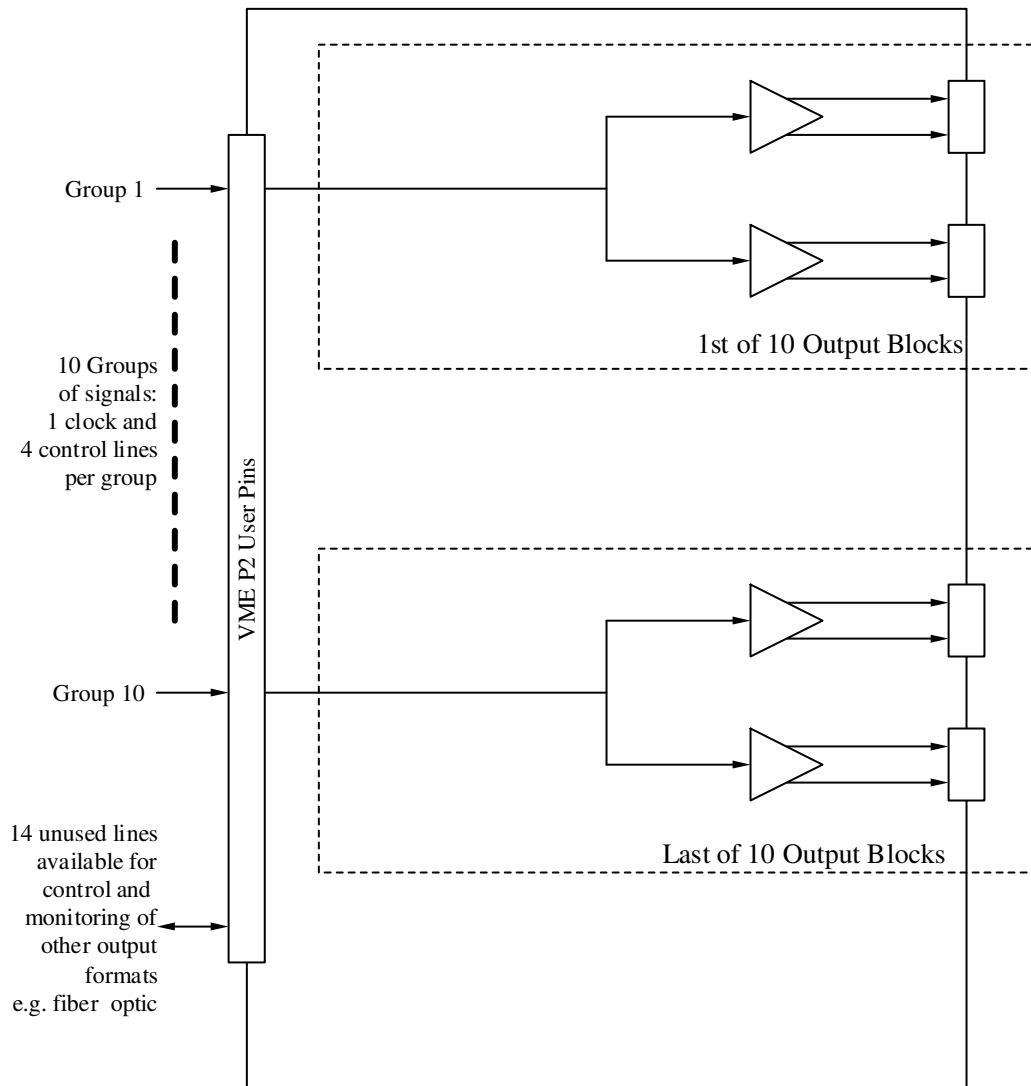 Group 1
1st of 10 Output Blocks
10 Groups
of signals:
1 clock and
4 control lines
per group
VME P2 User Pins
Group 10
Last of 10 Output Blocks
14 unused lines
available for
control and
monitoring of
other output
formats
e.g. fiber optic